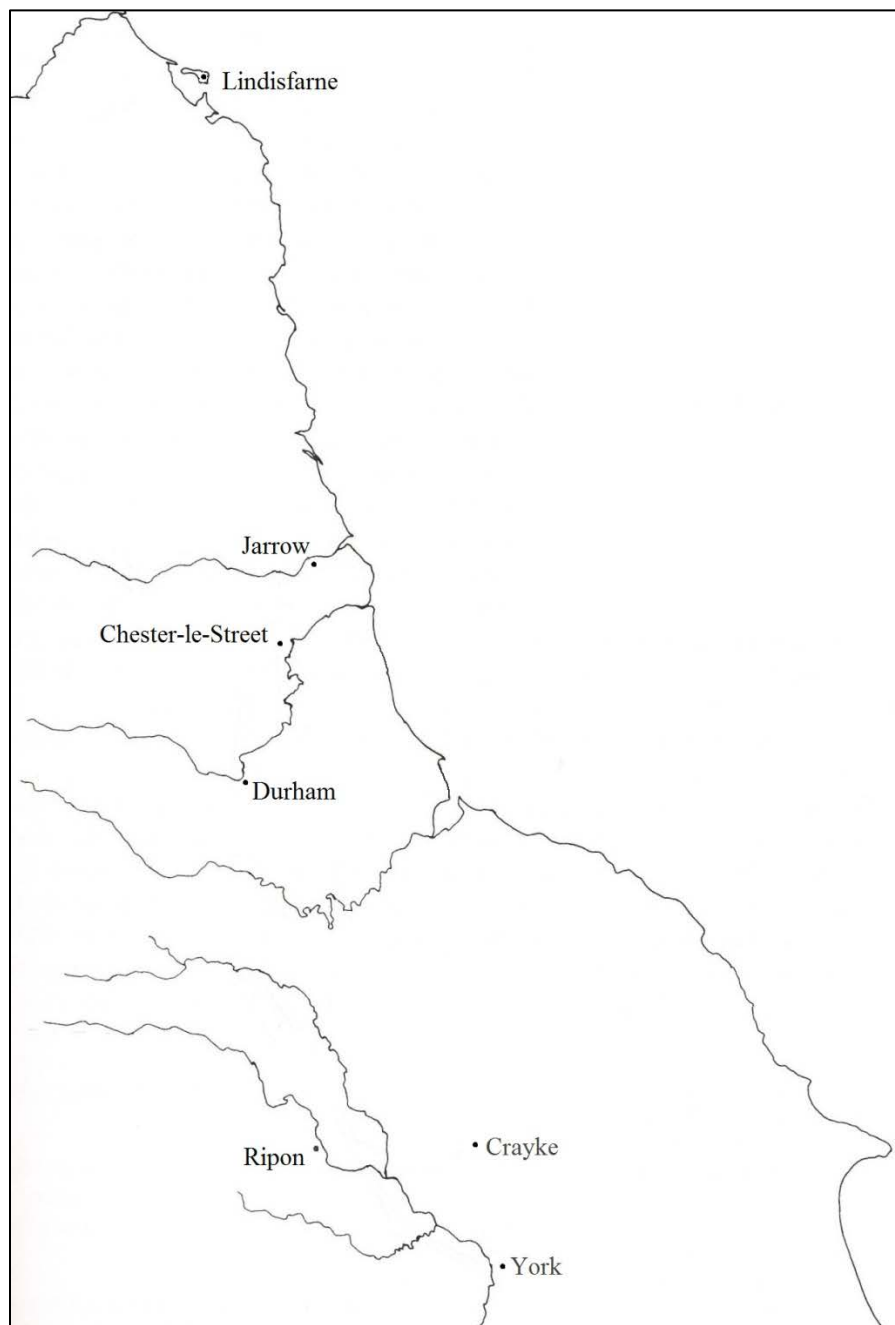 Lindisfarne
Jarrow
Chester-le-Street
Durham
Crayke
Ripon
York